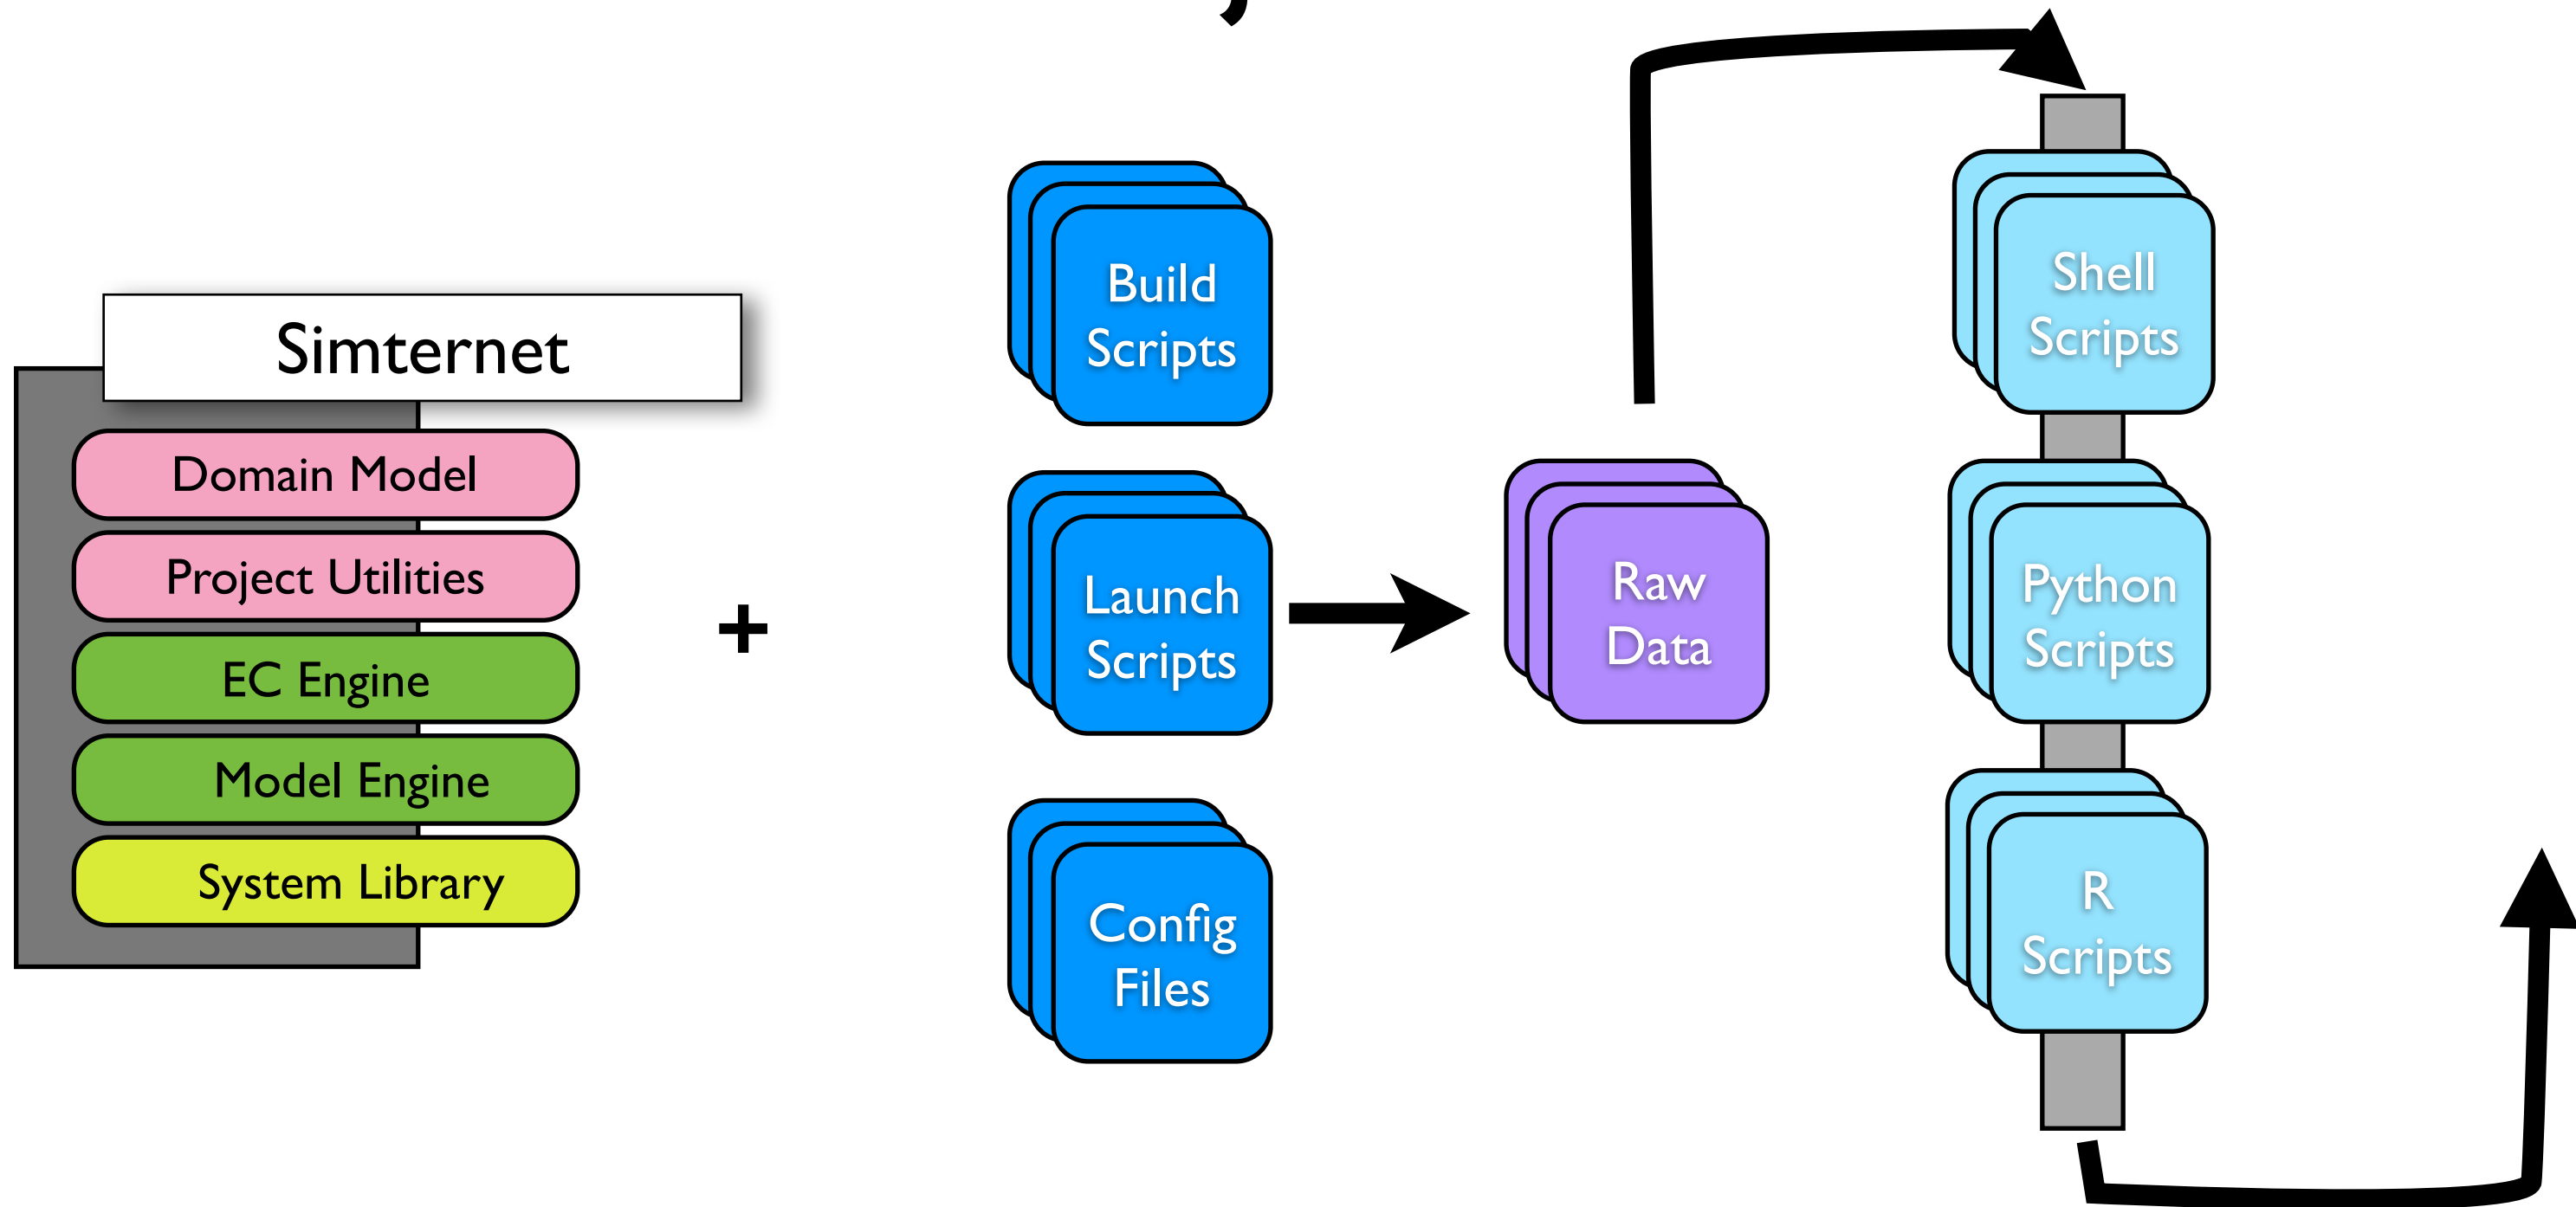 Simternet
Domain Model
Project Utilities
EC Engine
Model Engine
System Library
+
Build
Scripts
Launch
Scripts
Config
Files
Raw
Data
Shell
Scripts
Python
Scripts
R
Scripts